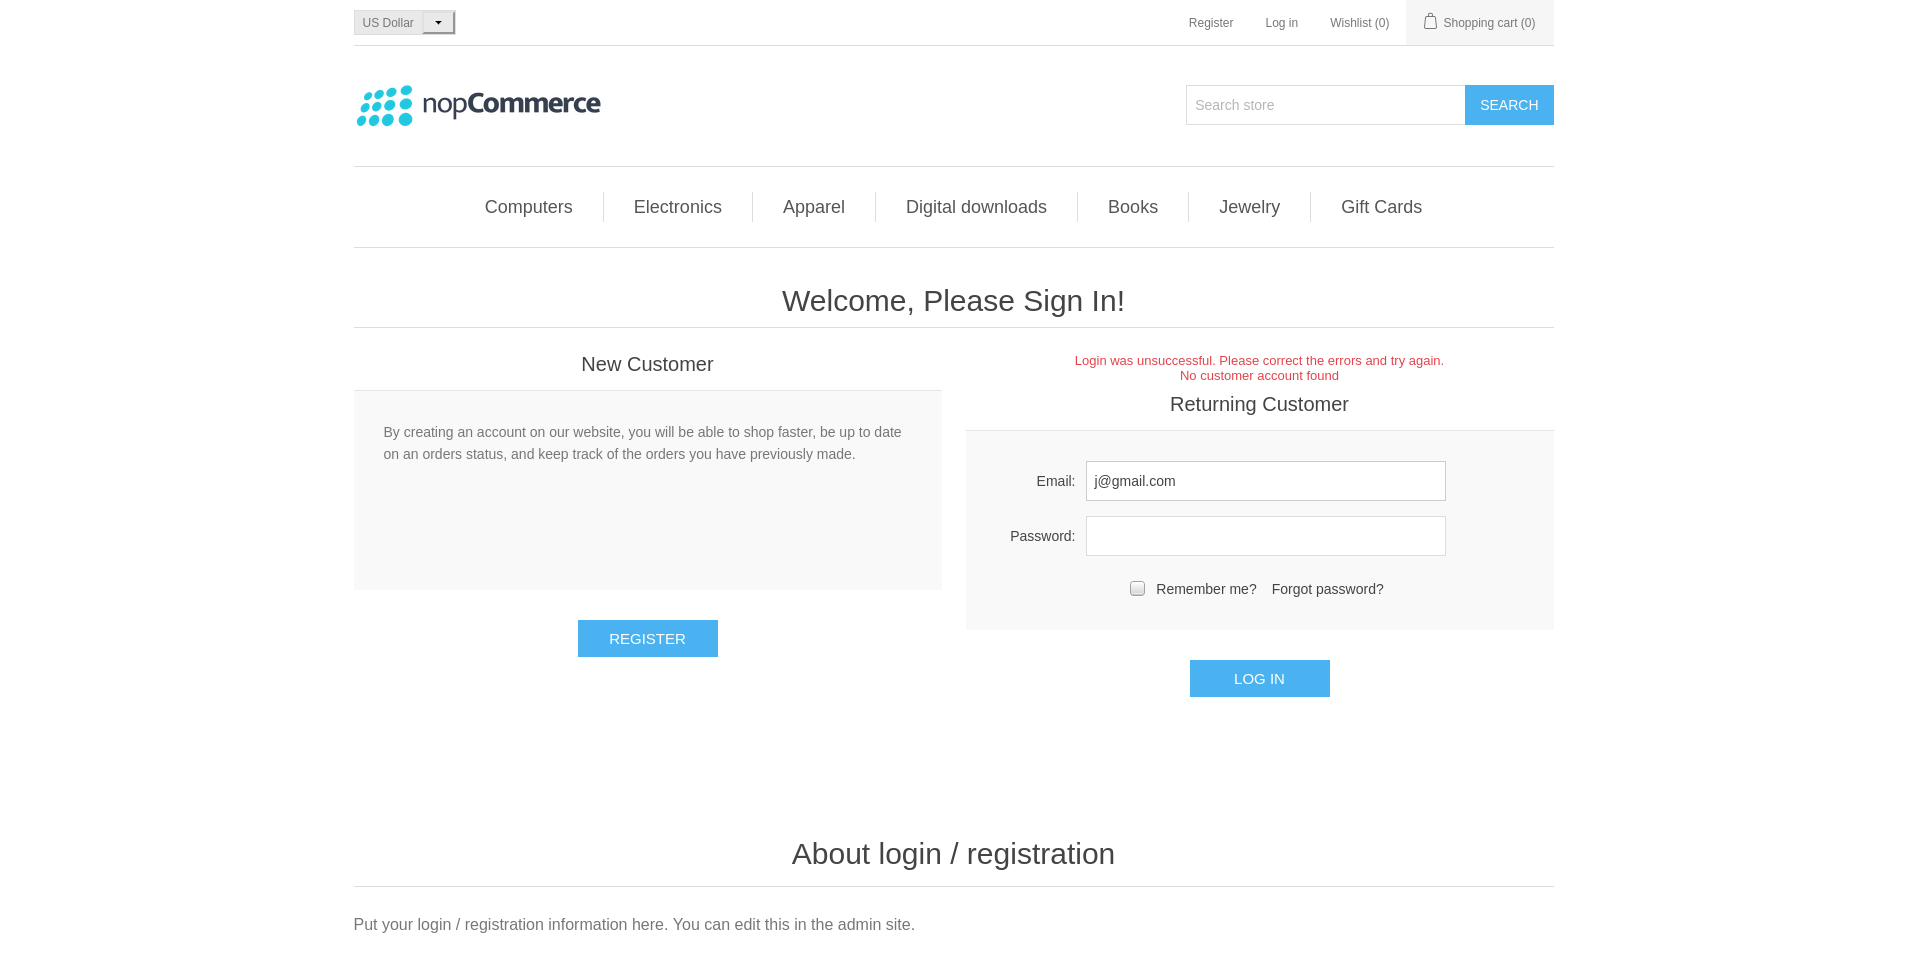 US Dollar
Register
Log in
Wishlist (0)
Shopping cart (0)
nopCommerce
Search store
SEARCH
Computers
Electronics
Apparel
Digital downloads
Books
Jewelry
Gift Cards
Welcome, Please Sign In!
New Customer
By creating an account on our website, you will be able to shop faster, be up to date
on an orders status, and keep track of the orders you have previously made.
REGISTER
Login was unsuccessful. Please correct the errors and try again.
No customer account found
Returning Customer
Email:
j@gmail.com
Password:
Remember me?
Forgot password?
LOG IN
About login / registration
Put your login / registration information here. You can edit this in the admin site.